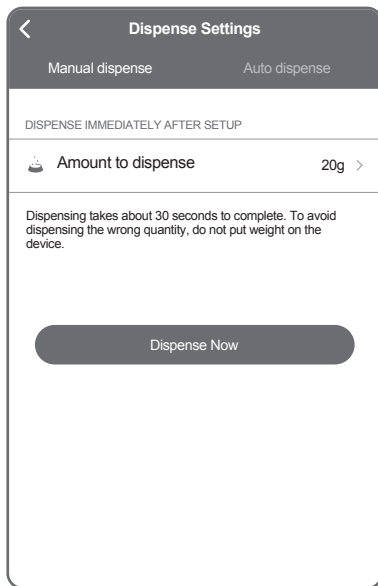 Dispense Settings
Manual dispense Auto dispense
DISPENSE IMMEDIATELY AFTER SETUP
Amount to dispense 20g
Dispensing takes about 30 seconds to complete. To avoid
dispensing the wrong quantity, do not put weight on the
device.
Dispense Now